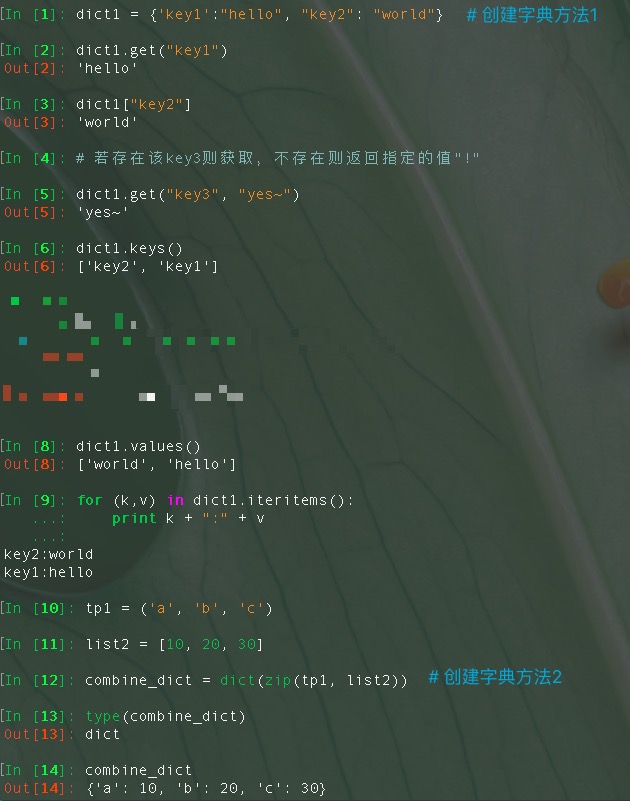 [In [1]: dict1 = {'key1':"hello", "key2": "world"} # 创建字典方法1
[In [2]: dict1.get("key1")
Out[2]: 'hello'
[In [3]: dict1["key2"]
Out[3]: 'world'
[In [4]: # 若存在该key3则获取, 不存在则返回指定的值"!"
[In [5]: dict1.get("key3", "yes~")
Out[5]: 'yes~'
[In [6]: dict1.keys()
Out[6]: ['key2', 'key1']
[In [8]: dict1.values()
Out[8]: ['world', 'hello']
[In [9]: for (k,v) in dict1.iteritems():
...: print k + ":" + v
...:
key2:world
key1:hello
[In [10]: tp1 = ('a', 'b', 'c')
[In [11]: list2 = [10, 20, 30]
[In [12]: combine_dict = dict(zip(tp1, list2)) # 创建字典方法2
[In [13]: type(combine_dict)
Out[13]: dict
[In [14]: combine_dict
Out[14]: {'a': 10, 'b': 20, 'c': 30}